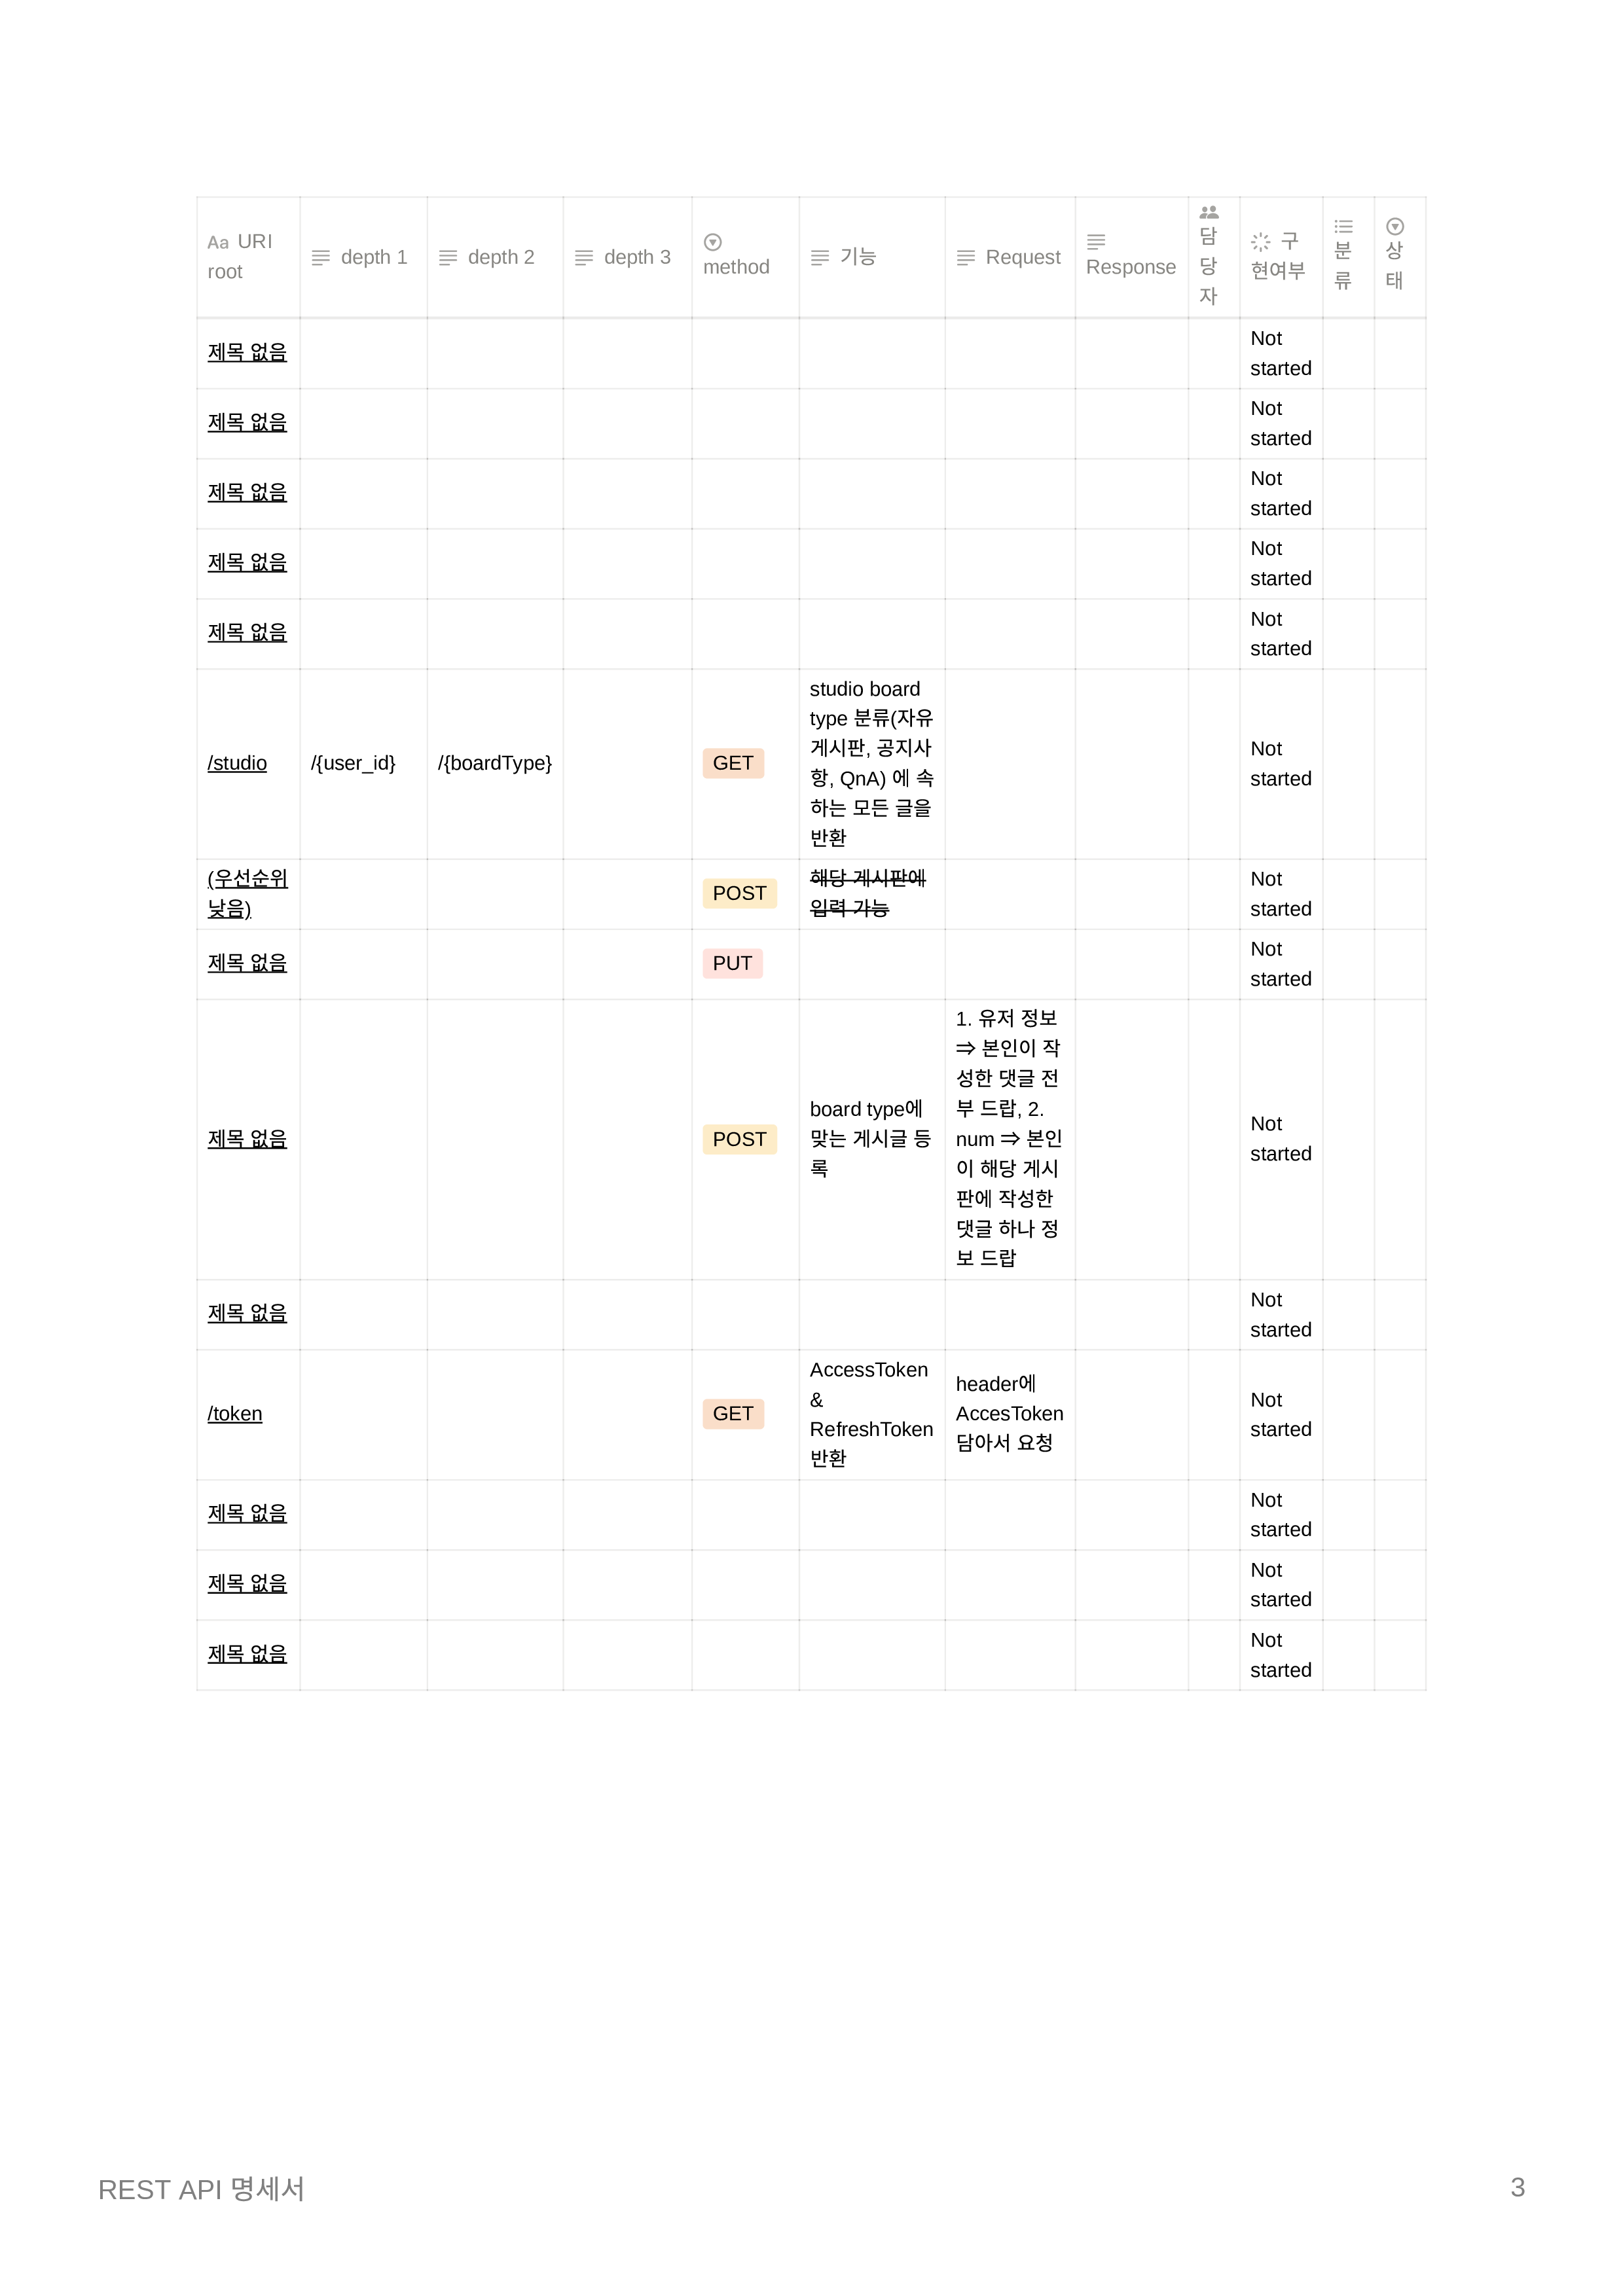 Aa URI root
depth 1
depth 2
depth 3
method
기능
Request
Response
담당자
구현여부
분류
상태
제목 없음
Not started
제목 없음
Not started
제목 없음
Not started
제목 없음
Not started
제목 없음
Not started
/studio
/{user_id}
/{boardType}
GET
studio board
type 분류(자유
게시판, 공지사
항, QnA) 에 속
하는 모든 글을
반환
Not started
(우선순위
낮음)
POST
해당 게시판에
입력 가능
Not started
제목 없음
PUT
Not started
제목 없음
POST
board type에
맞는 게시글 등
록
1. 유저 정보
⇒ 본인이 작
성한 댓글 전
부 드랍, 2.
num ⇒ 본인
이 해당 게시
판에 작성한
댓글 하나 정
보 드랍
Not started
제목 없음
Not started
/token
GET
AccessToken
&
RefreshToken
반환
header에
AccesToken
담아서 요청
Not started
제목 없음
Not started
제목 없음
Not started
제목 없음
Not started
REST API 명세서
3